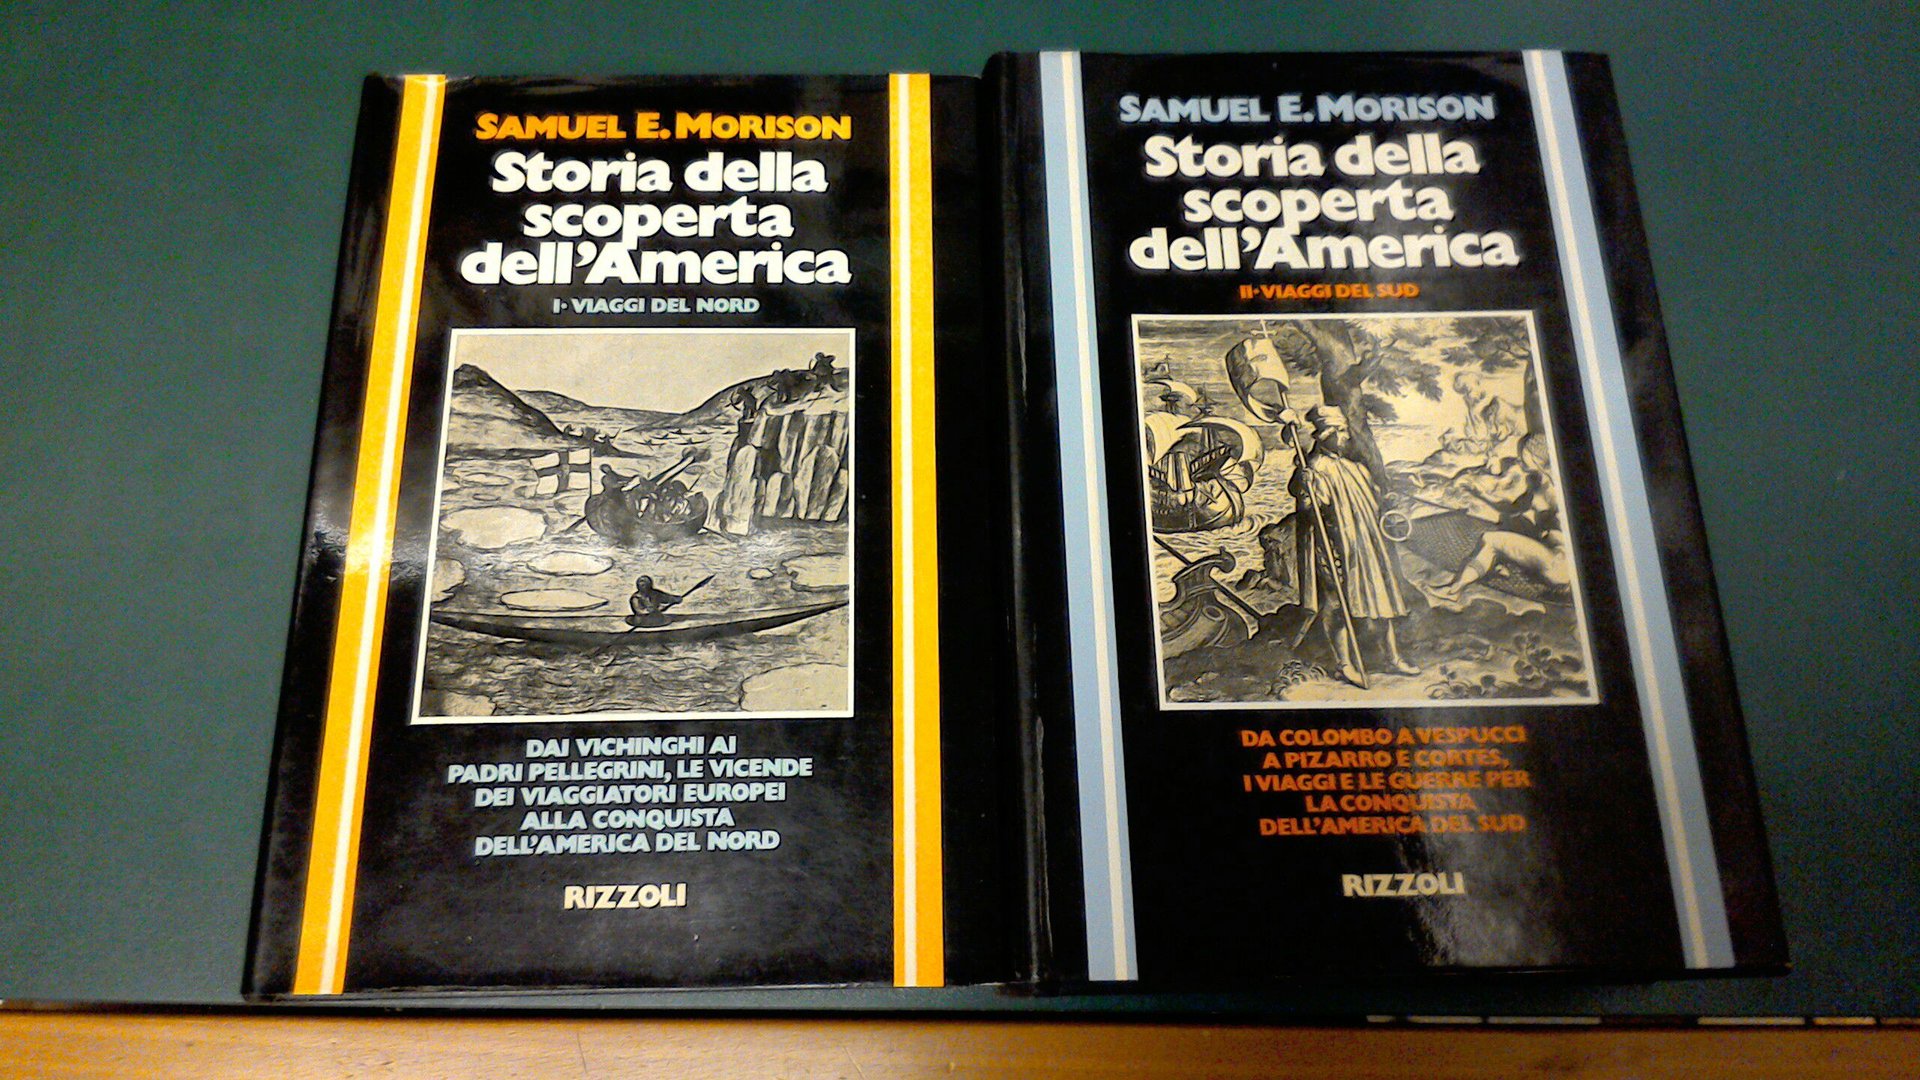 SAMUEL E. MORISON
Storia della
scoperta
dell'America
I• VIAGGI DEL NORD
DAI VICHINGHI AI
PADRI PELLEGRINI, LE VICENDE
DEI VIAGGIATORI EUROPEI
ALLA CONQUISTA
DELL'AMERICA DEL NORD
RIZZOLI
SAMUEL E. MORISON
Storia della
scoperta
dell'America
II• VIAGGI DEL SUD
DA COLOMBO A VESPUCCI
A PIZARRO E CORTÉS,
I VIAGGI E LE GUERRE PER
LA CONQUISTA
DELL'AMERICA DEL SUD
RIZZOLI